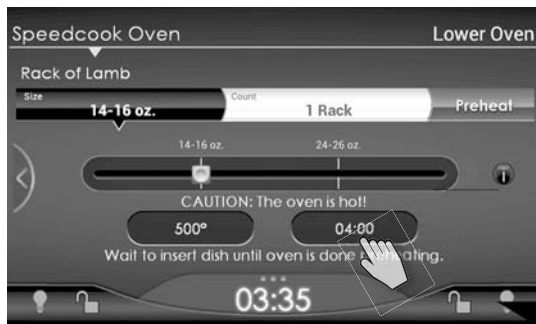 Speedcook Oven Lower Oven
Rack of Lamb
Size Count
14-16 oz. 1 Rack Preheat
14-16 oz. 24-26 oz.
CAUTION: The oven is hot!
500° 04:00
Wait to insert dish until oven is done preheating.
03:35